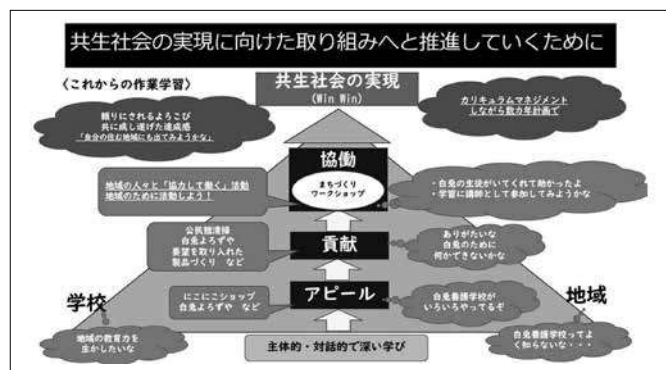 共生社会の実現に向けた取り組みへと推進していくために
〈これからの作業学習〉
共生社会の実現
(Win Win)
頼りにされるよろこび
共に成し遂げた達成感
「自分の住む地域にも出てみようかな」
カリキュラムマネジメント
しながら数カ年計画で
協働
まちづくり
ワークショップ
地域の人々と「協力して働く」活動
地域のために活動しよう！
・白兎の生徒がいてくれて助かったよ
・学習に講師として参加してみようかな
公民館清掃
白兎よろずや
要望を取り入れた
製品づくり など
貢献
ありがたいな
白兎のために
何かできないかな
学校
にこにこショップ
白兎よろずや など
アピール
白兎養護学校が
いろいろやってるぞ
地域
地域の教育力を
生かしたいな
主体的・対話的で深い学び
白兎養護学校ってよ
く知らないな・・・